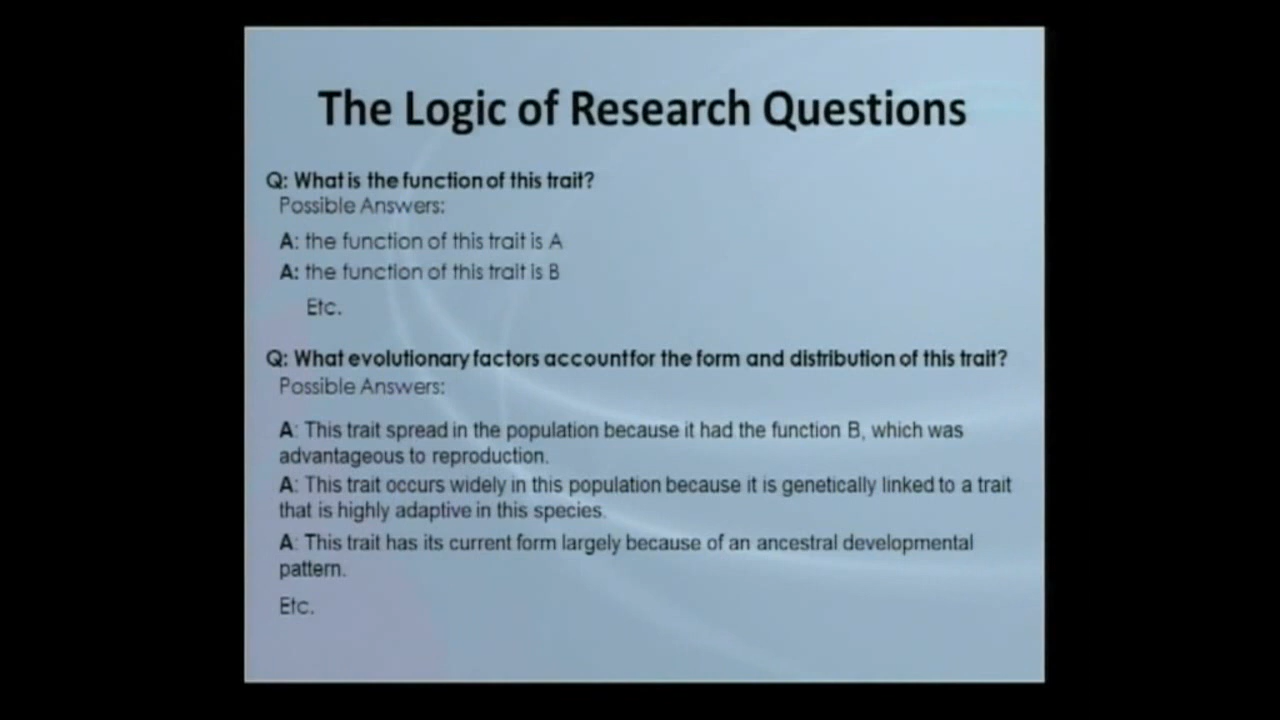 The Logic of Research Questions
Q: What is the function of this trait?
Possible Answers:
A: the function of this trait is A
A: the function of this trait is B
Etc.
Q: What evolutionary factors account for the form and distribution of this trait?
Possible Answers:
A: This trait spread in the population because it had the function B, which was
advantageous to reproduction.
A: This trait occurs widely in this population because it is genetically linked to a trait
that is highly adaptive in this species.
A: This trait has its current form largely because of an ancestral developmental
pattern.
Etc.